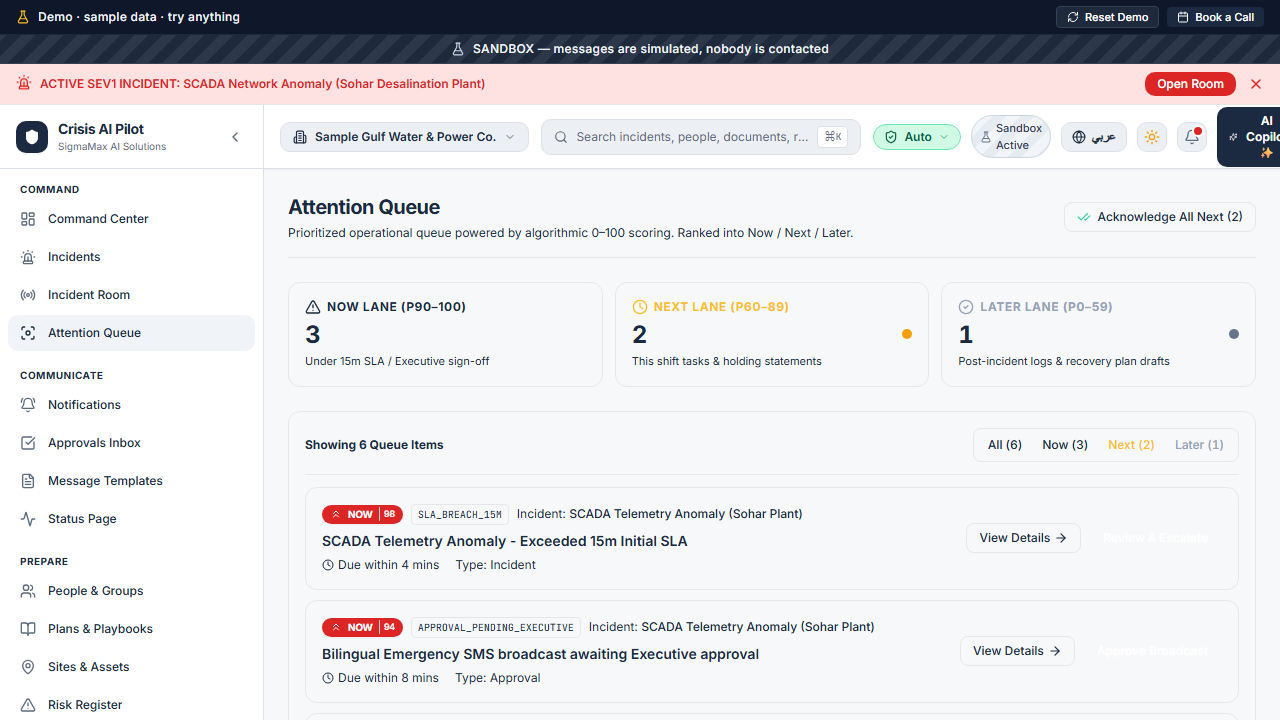 Demo · sample data · try anything
Reset Demo
Book a Call
SANDBOX — messages are simulated, nobody is contacted
ACTIVE SEV1 INCIDENT: SCADA Network Anomaly (Sohar Desalination Plant)
Open Room
Crisis AI Pilot
SigmaMax AI Solutions
Sample Gulf Water & Power Co.
Search incidents, people, documents, r...
⌘K
Auto
Sandbox
Active
عربي
AI
Copilot
✨
COMMAND
Command Center
Incidents
Incident Room
Attention Queue
COMMUNICATE
Notifications
Approvals Inbox
Message Templates
Status Page
PREPARE
People & Groups
Plans & Playbooks
Sites & Assets
Risk Register
Attention Queue
Prioritized operational queue powered by algorithmic 0–100 scoring. Ranked into Now / Next / Later.
Acknowledge All Next (2)
NOW LANE (P90–100)
3
Under 15m SLA / Executive sign-off
NEXT LANE (P60–89)
2
This shift tasks & holding statements
LATER LANE (P0–59)
1
Post-incident logs & recovery plan drafts
Showing 6 Queue Items
All (6)
Now (3)
Next (2)
Later (1)
NOW 98 SLA_BREACH_15M Incident: SCADA Telemetry Anomaly (Sohar Plant)
SCADA Telemetry Anomaly - Exceeded 15m Initial SLA
Due within 4 mins Type: Incident
View Details →
Review & Escalate
NOW 94 APPROVAL_PENDING_EXECUTIVE Incident: SCADA Telemetry Anomaly (Sohar Plant)
Bilingual Emergency SMS broadcast awaiting Executive approval
Due within 8 mins Type: Approval
View Details →
Approve Broadcast